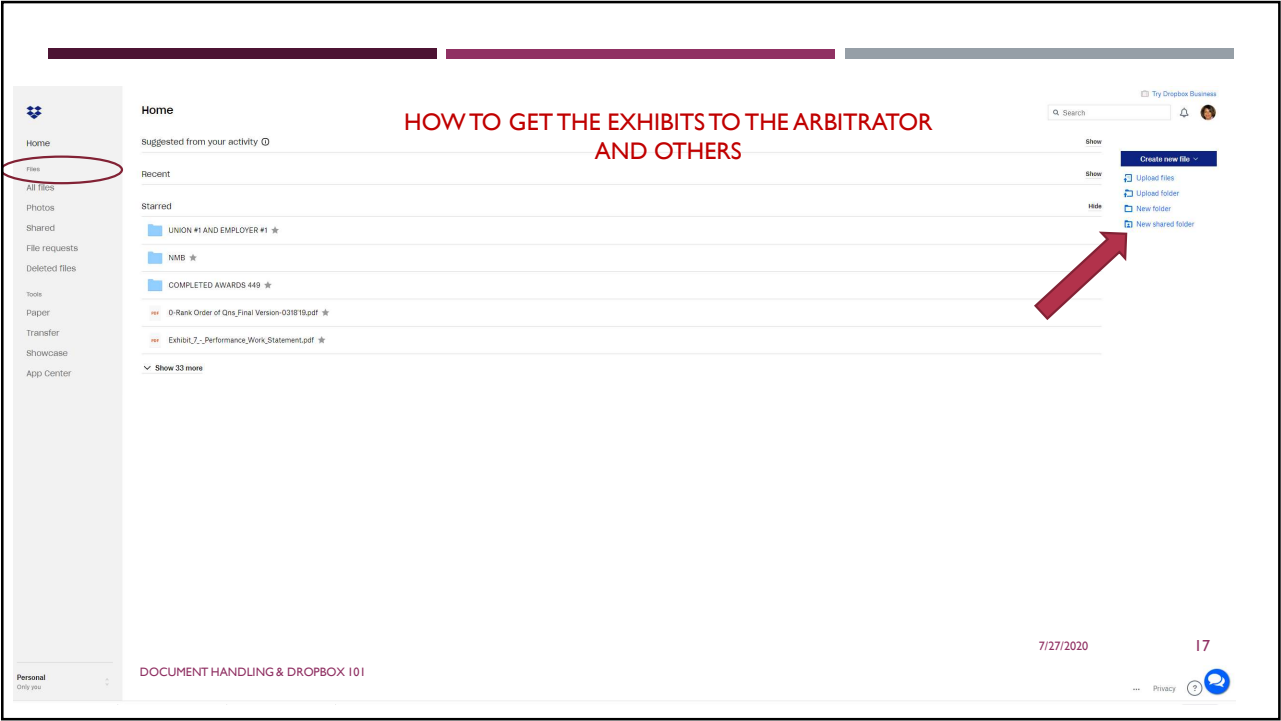 Try Dropbox Business
Home
Search
HOW TO GET THE EXHIBITS TO THE ARBITRATOR
AND OTHERS
Home
Files
All files
Photos
Shared
File requests
Deleted files
Tools
Paper
Transfer
Showcase
App Center
Suggested from your activity
Show
Recent
Show
Starred
Hide
UNION #1 AND EMPLOYER #1
NMB
COMPLETED AWARDS 449
PDF 0-Rank Order of Qns_Final Version-0318'19.pdf
PDF Exhibit_7_-_Performance_Work_Statement.pdf
Show 33 more
Create new file
Upload files
Upload folder
New folder
New shared folder
7/27/2020
17
DOCUMENT HANDLING & DROPBOX 101
Personal
Only you
... Privacy ?